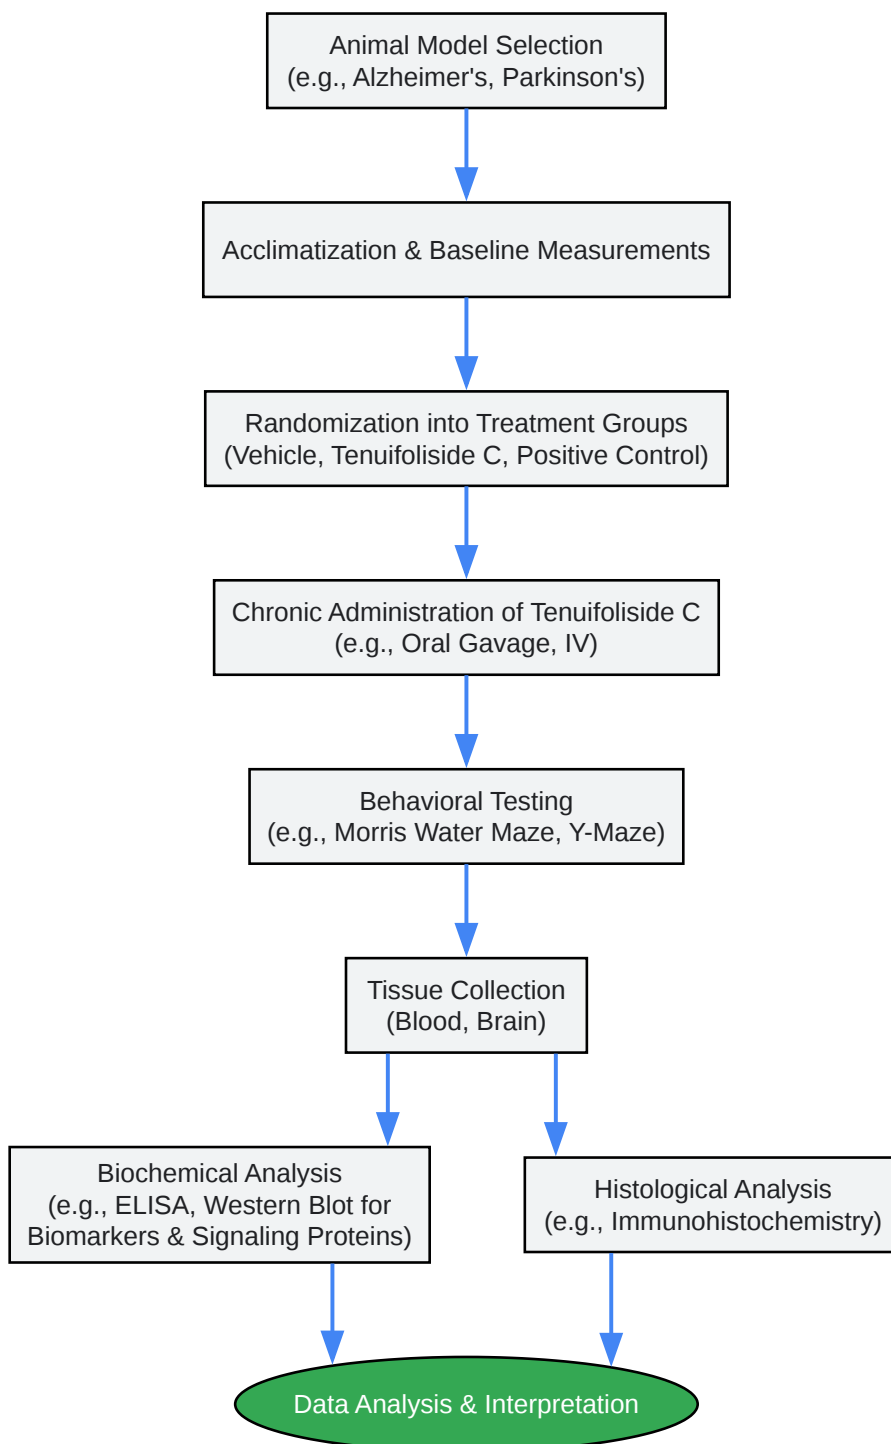 Animal Model Selection
(e.g., Alzheimer's, Parkinson's)
Acclimatization & Baseline Measurements
Randomization into Treatment Groups
(Vehicle, Tenuifoliside C, Positive Control)
Chronic Administration of Tenuifoliside C
(e.g., Oral Gavage, IV)
Behavioral Testing
(e.g., Morris Water Maze, Y-Maze)
Tissue Collection
(Blood, Brain)
Biochemical Analysis
(e.g., ELISA, Western Blot for
Biomarkers & Signaling Proteins)
Histological Analysis
(e.g., Immunohistochemistry)
Data Analysis & Interpretation